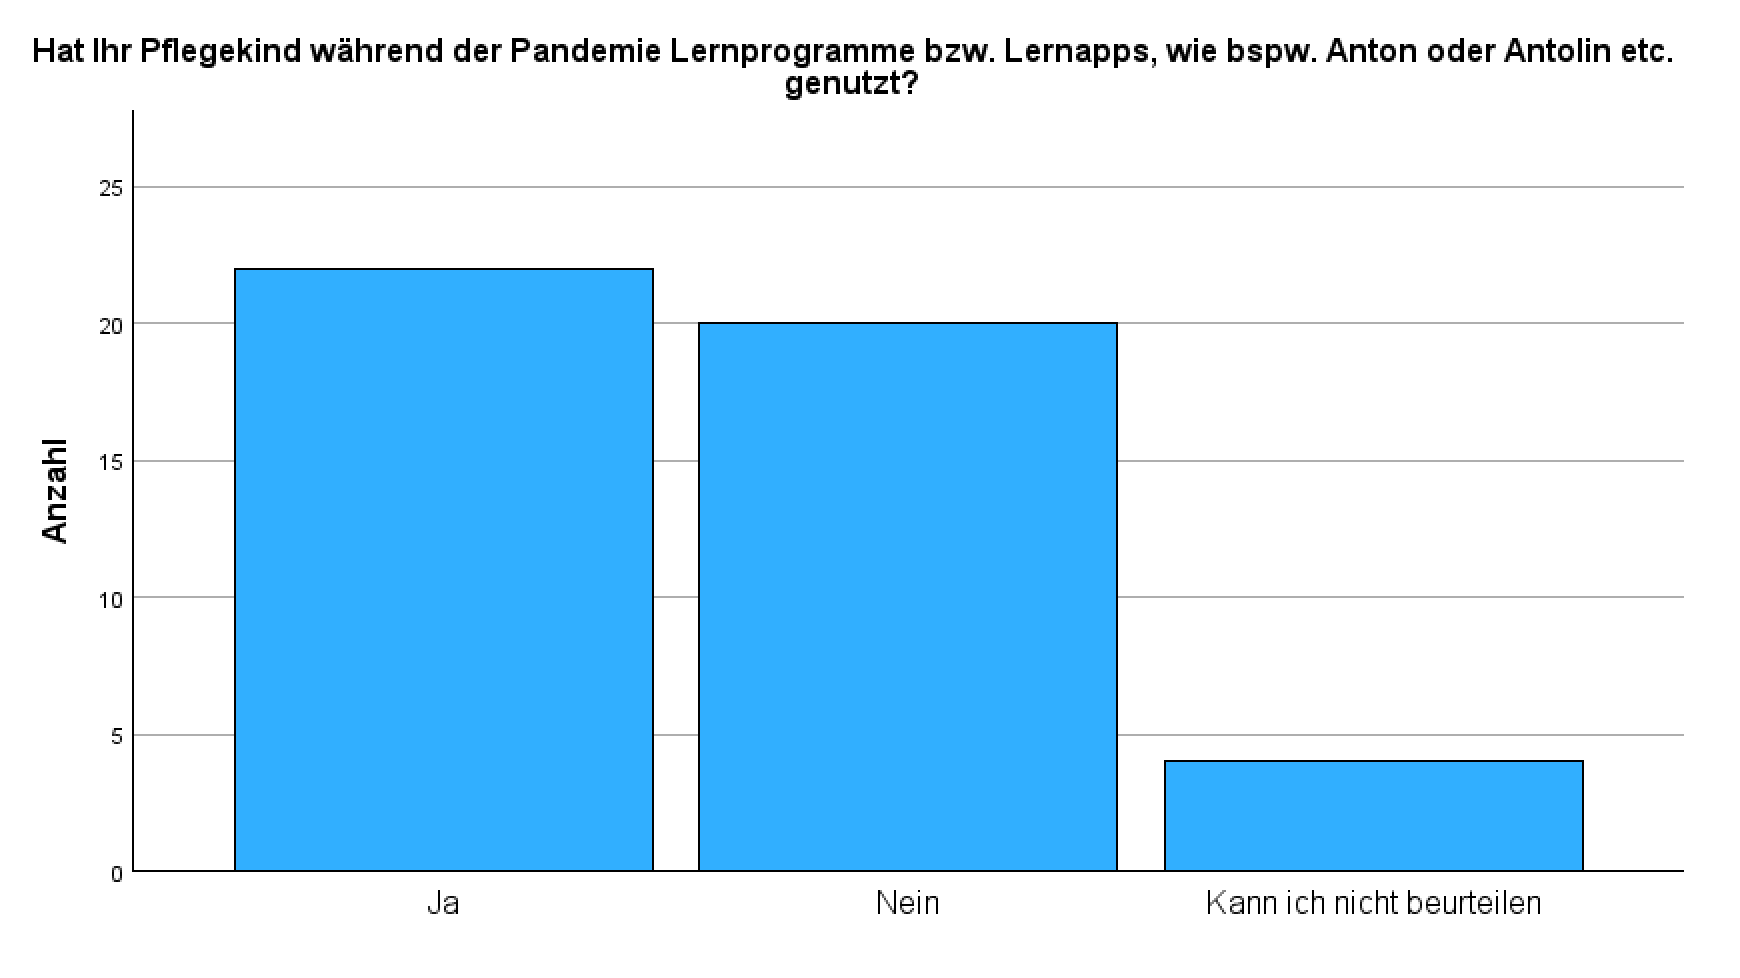 Hat Ihr Pflegekind während der Pandemie Lernprogramme bzw. Lernapps, wie bspw. Anton oder Antolin etc.
genutzt?
25
20
15
10
5
0
Anzahl
Ja
Nein
Kann ich nicht beurteilen